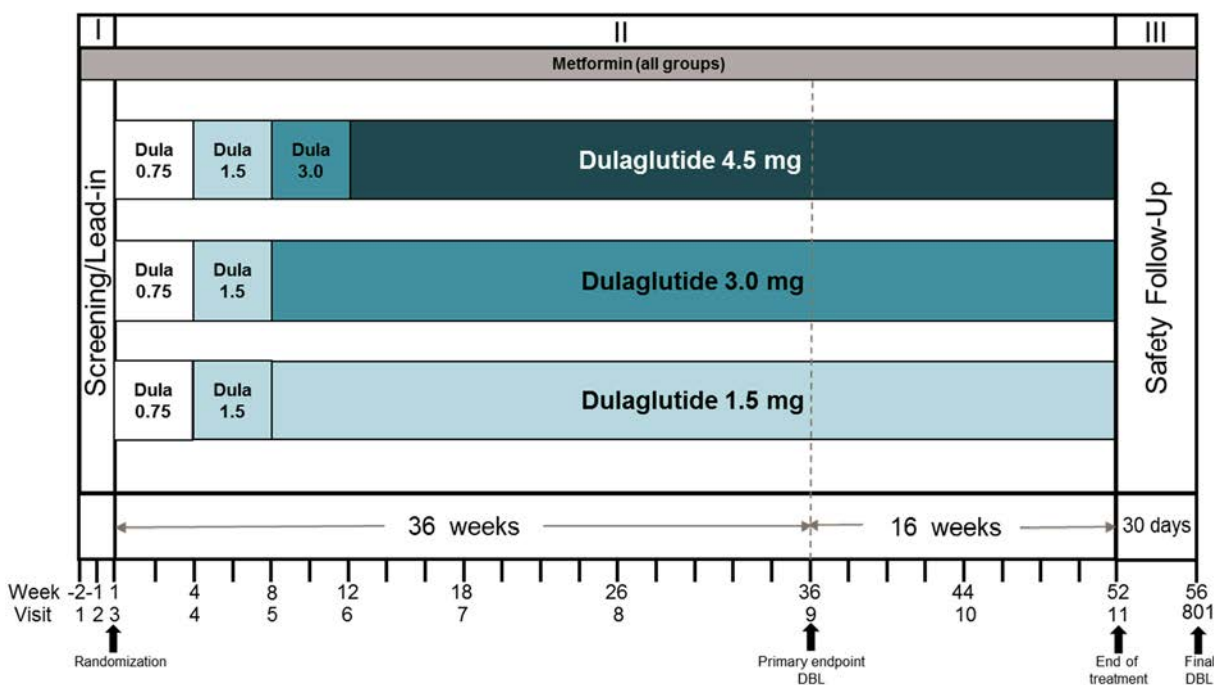 I II III
Metformin (all groups)
Screening/Lead-in
Dula
0.75
Dula
1.5
Dula
3.0
Dulaglutide 4.5 mg
Dula
0.75
Dula
1.5
Dulaglutide 3.0 mg
Dula
0.75
Dula
1.5
Dulaglutide 1.5 mg
Safety Follow-Up
36 weeks 16 weeks 30 days
Week -2 -1 1 4 8 12 18 26 36 44 52 56
Visit 1 2 3 4 5 6 7 8 9 10 11 801
Randomization
Primary endpoint
DBL
End of
treatment
Final
DBL